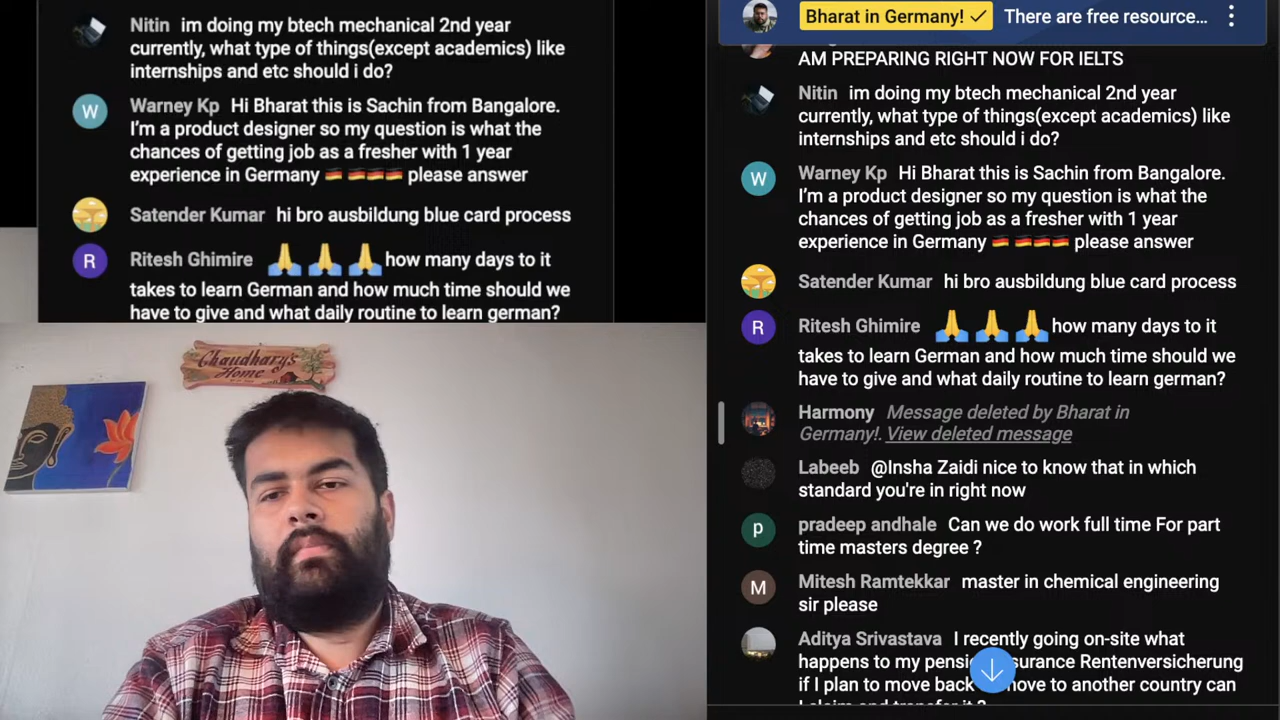 Nitin im doing my btech mechanical 2nd year
currently, what type of things(except academics) like
internships and etc should i do?
Warney Kp Hi Bharat this is Sachin from Bangalore.
I'm a product designer so my question is what the
chances of getting job as a fresher with 1 year
experience in Germany 🇩🇪🇩🇪🇩🇪🇩🇪 please answer
Satender Kumar hi bro ausbildung blue card process
R
Ritesh Ghimire 🙏🙏🙏how many days to it
takes to learn German and how much time should we
have to give and what daily routine to learn german?
W
Chaudhary's
Home
Bharat in Germany! ✓ There are free resource...
AM PREPARING RIGHT NOW FOR IELTS
Nitin im doing my btech mechanical 2nd year
currently, what type of things(except academics) like
internships and etc should i do?
W
Warney Kp Hi Bharat this is Sachin from Bangalore.
I'm a product designer so my question is what the
chances of getting job as a fresher with 1 year
experience in Germany 🇩🇪🇩🇪🇩🇪🇩🇪 please answer
Satender Kumar hi bro ausbildung blue card process
R
Ritesh Ghimire 🙏🙏🙏how many days to it
takes to learn German and how much time should we
have to give and what daily routine to learn german?
Harmony Message deleted by Bharat in
Germany!. View deleted message
Labeeb @Insha Zaidi nice to know that in which
standard you're in right now
p
pradeep andhale Can we do work full time For part
time masters degree ?
M
Mitesh Ramtekkar master in chemical engineering
sir please
Aditya Srivastava I recently going on-site what
happens to my Rentenversicherung
if I plan to move back to another country can